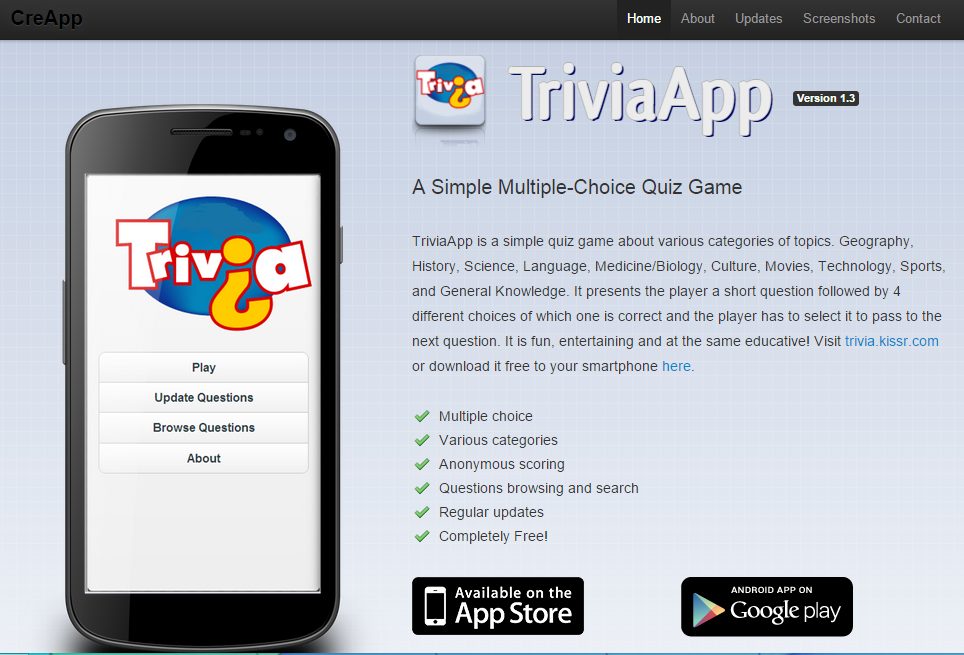 CreApp
Home About Updates Screenshots Contact
Trivia
TriviaApp
Version 1.3
Trivia
Play
Update Questions
Browse Questions
About
A Simple Multiple-Choice Quiz Game
TriviaApp is a simple quiz game about various categories of topics. Geography,
History, Science, Language, Medicine/Biology, Culture, Movies, Technology, Sports,
and General Knowledge. It presents the player a short question followed by 4
different choices of which one is correct and the player has to select it to pass to the
next question. It is fun, entertaining and at the same educative! Visit trivia.kissr.com
or download it free to your smartphone here.
Multiple choice
Various categories
Anonymous scoring
Questions browsing and search
Regular updates
Completely Free!
Available on the
App Store
ANDROID APP ON
Google play